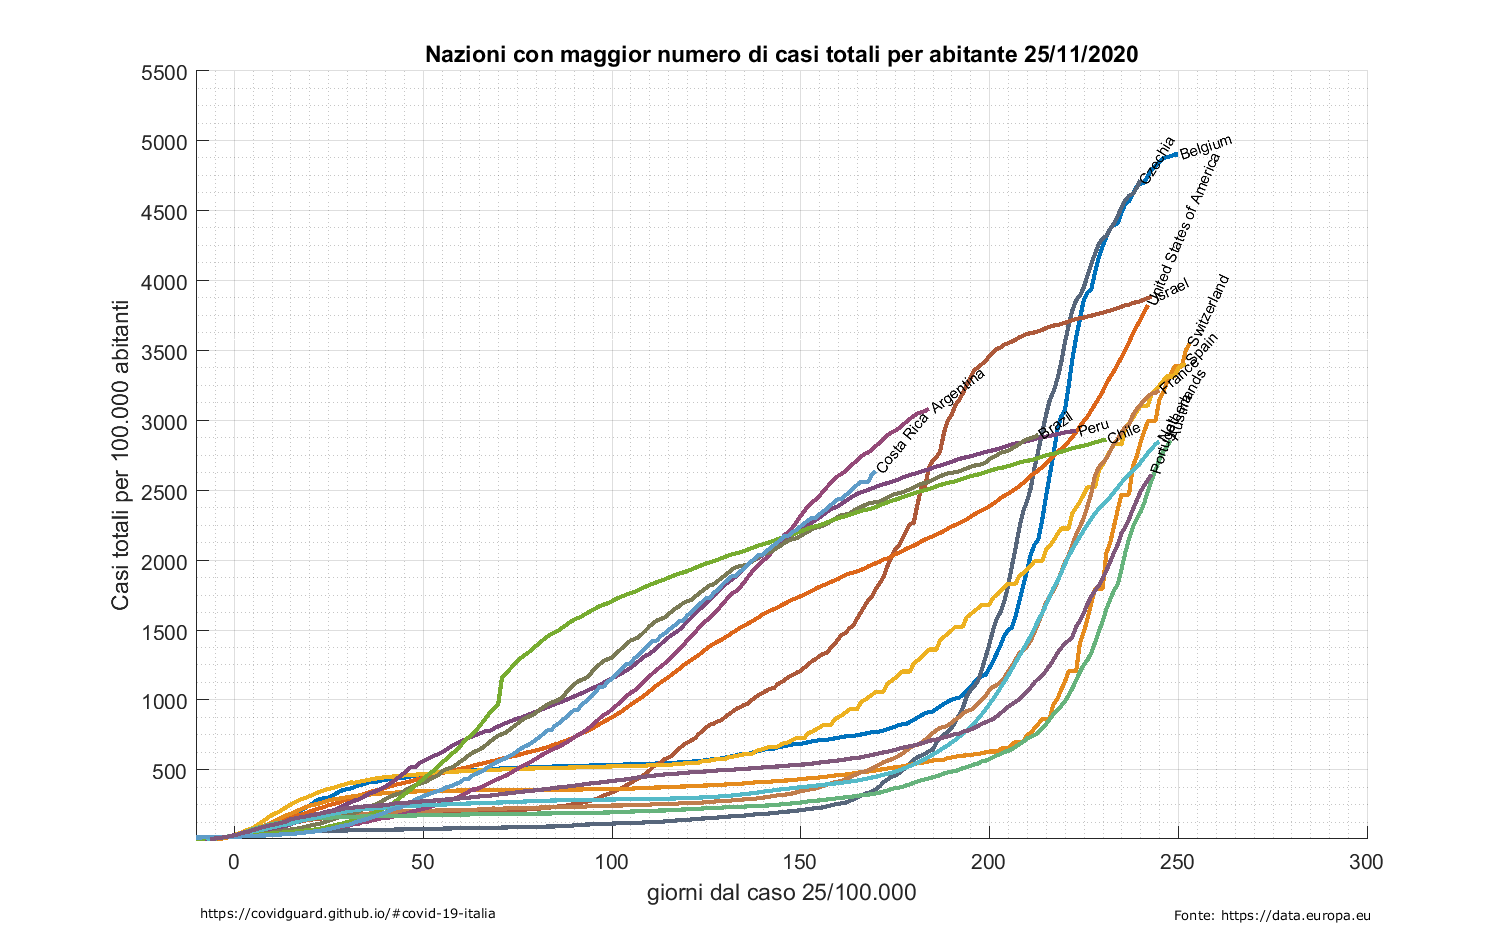 Nazioni con maggior numero di casi totali per abitante 25/11/2020
Casi totali per 100.000 abitanti
5500
5000
4500
4000
3500
3000
2500
2000
1500
1000
500
Czechia
Belgium
United States of America
Israel
Switzerland
Spain
France
Argentina
Costa Rica
Brazil
Peru
Chile
Austria
Portugal
0
50
100
150
200
250
300
giorni dal caso 25/100.000
https://covidguard.github.io/#covid-19-italia
Fonte: https://data.europa.eu